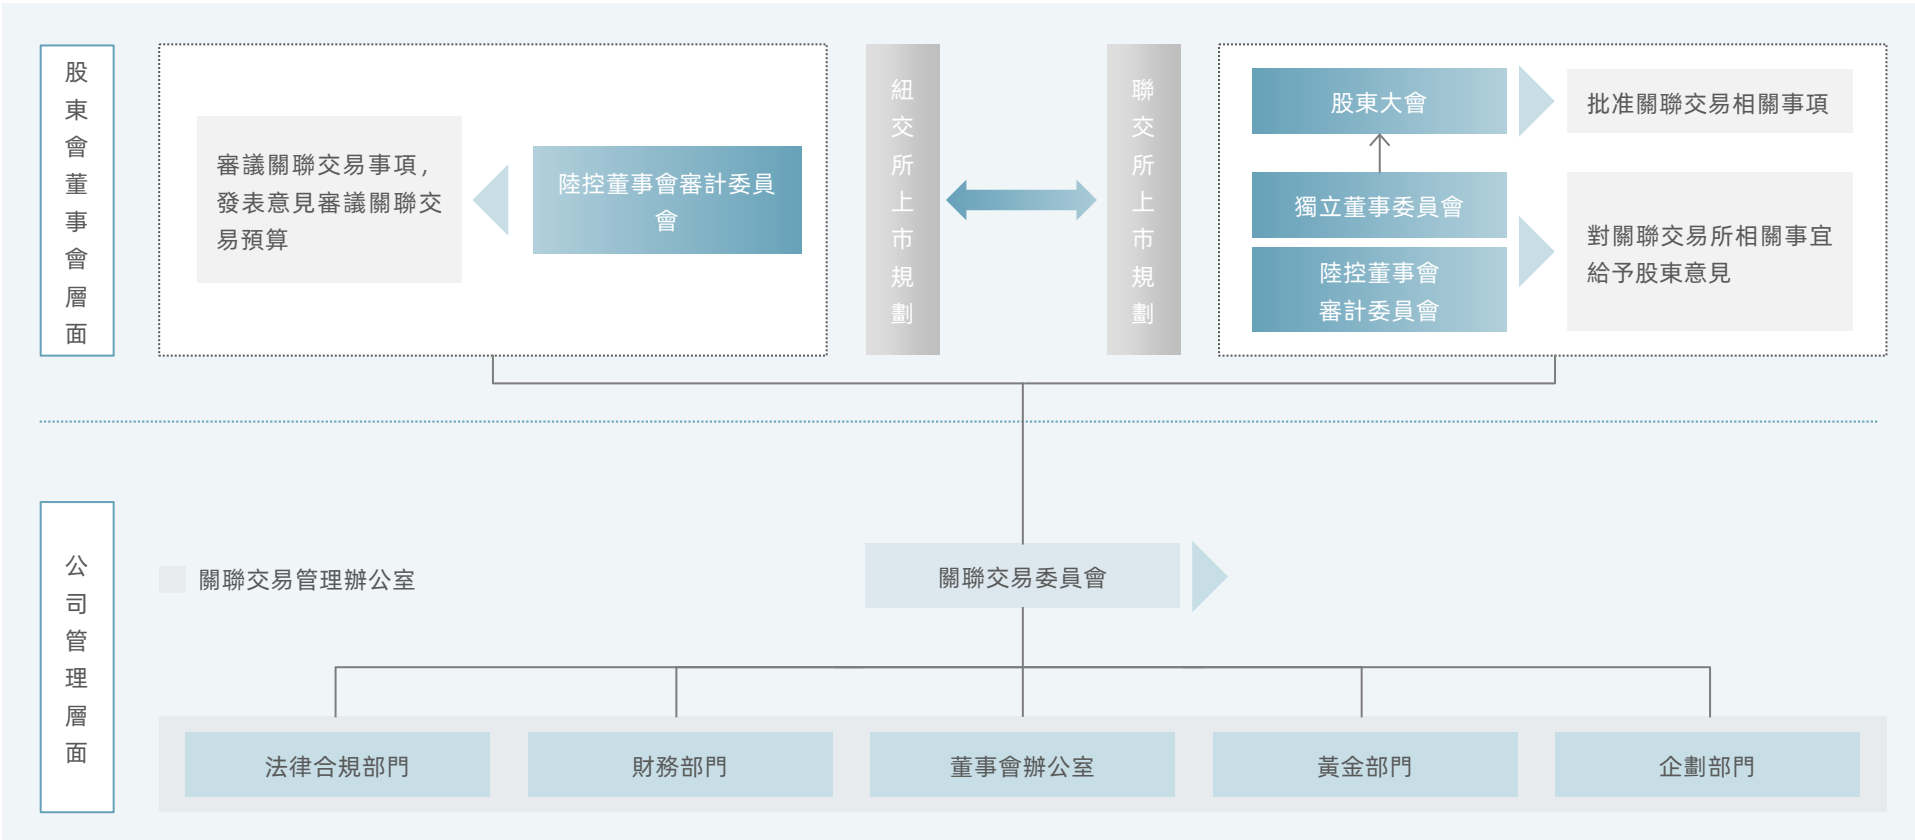 股東會董事會層面
審議關聯交易事項，
發表意見審議關聯交
易預算
陸控董事會審計委員
會
紐交所上市規劃
聯交所上市規劃
股東大會
批准關聯交易相關事項
獨立董事委員會
陸控董事會
審計委員會
對關聯交易所相關事宜
給予股東意見
公司管理層面
關聯交易管理辦公室
關聯交易委員會
法律合規部門
財務部門
董事會辦公室
黃金部門
企劃部門